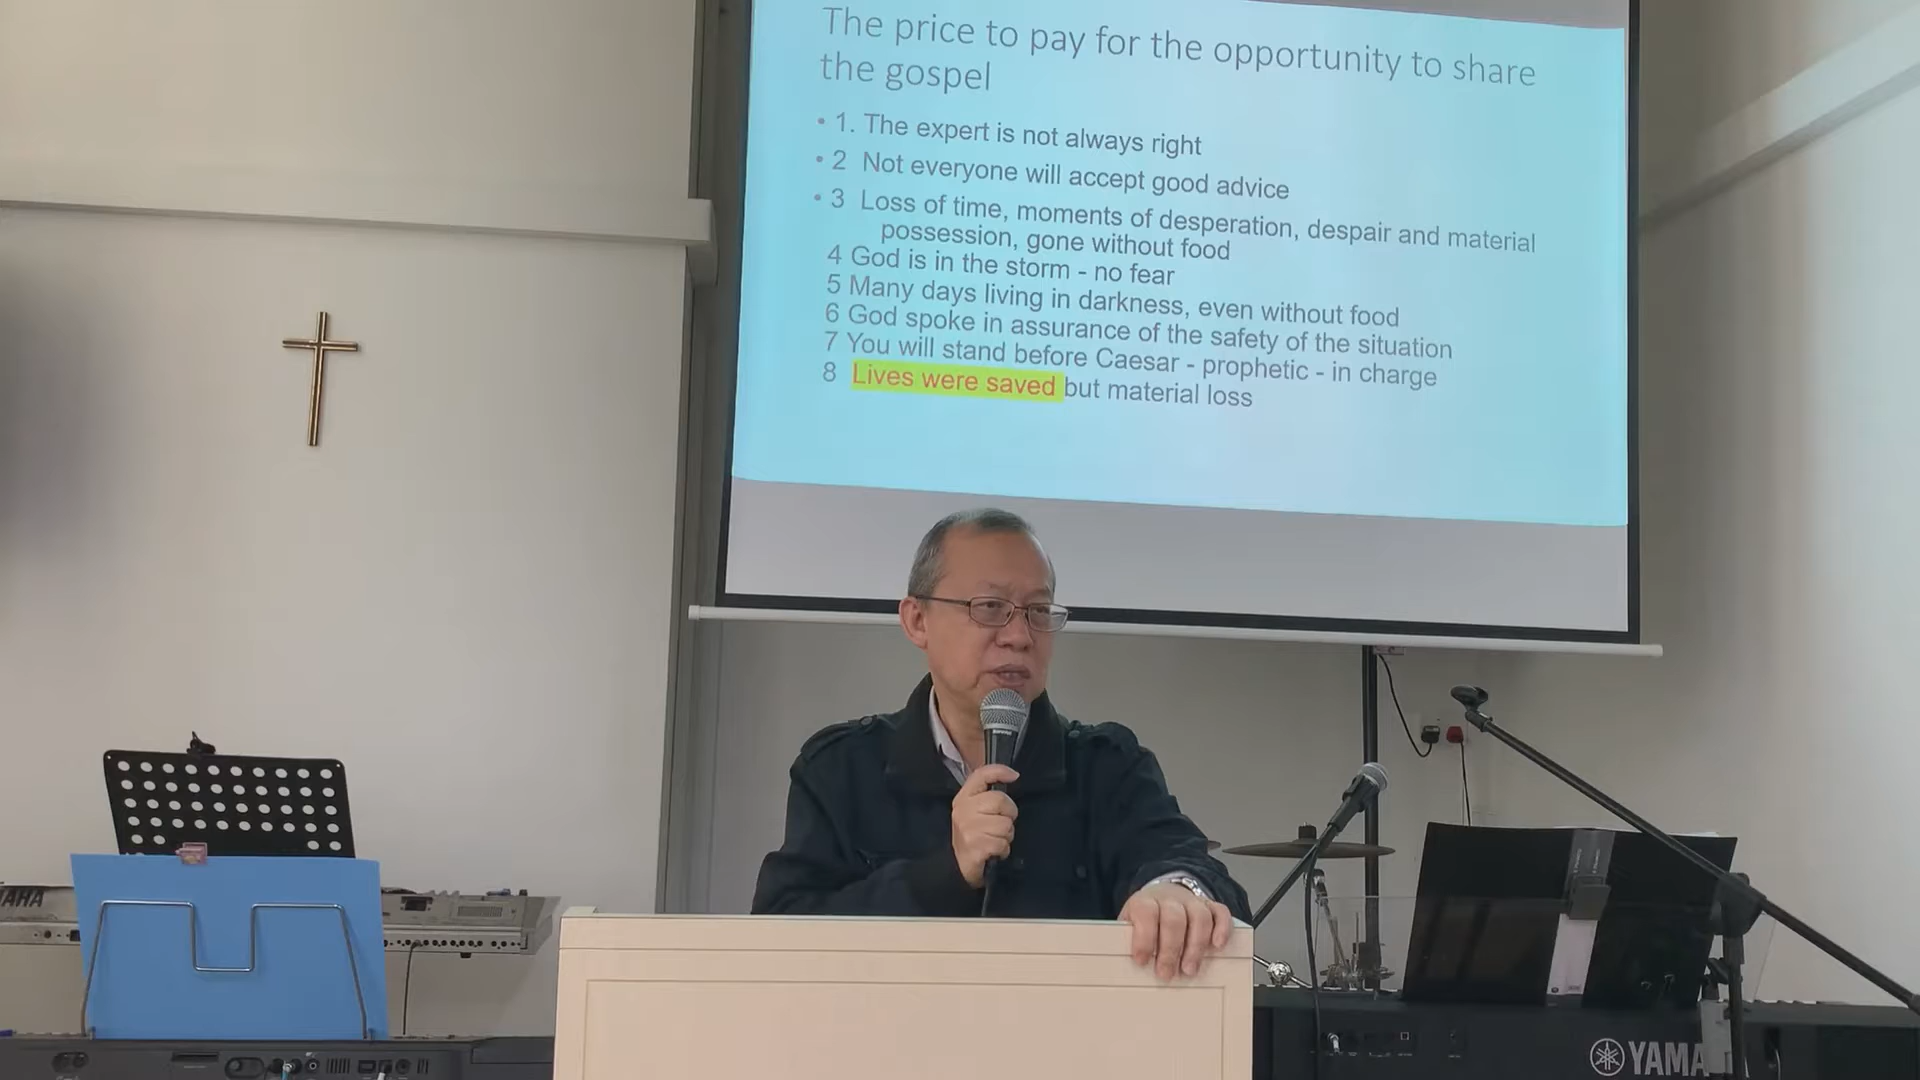 The price to pay for the opportunity to share
the gospel
• 1. The expert is not always right
• 2 Not everyone will accept good advice
• 3 Loss of time, moments of desperation, despair and material
possession, gone without food
4 God is in the storm - no fear
5 Many days living in darkness, even without food
6 God spoke in assurance of the safety of the situation
7 You will stand before Caesar - prophetic - in charge
8 Lives were saved but material loss
AHA
YAMA